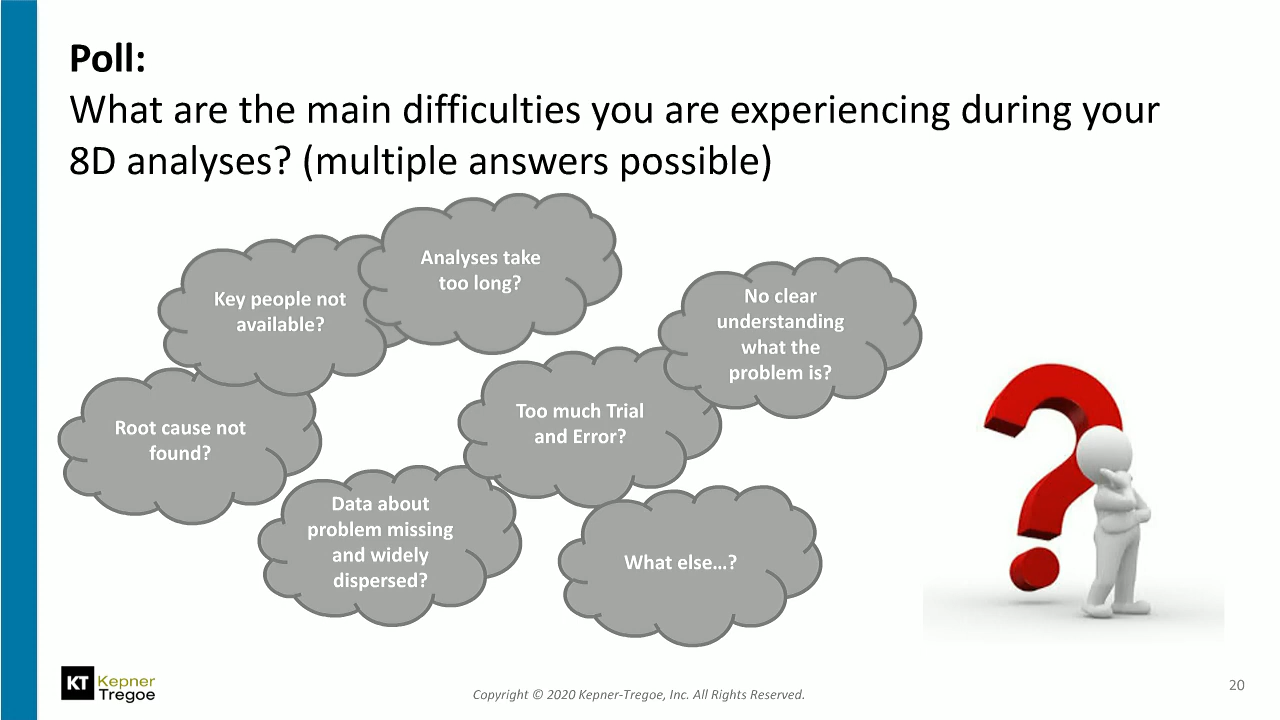 Poll:
What are the main difficulties you are experiencing during your
8D analyses? (multiple answers possible)
Analyses take
too long?
Key people not
available?
No clear
understanding
what the
problem is?
Too much Trial
and Error?
Root cause not
found?
Data about
problem missing
and widely
dispersed?
What else…?
KT Kepner
Tregoe
Copyright © 2020 Kepner-Tregoe, Inc. All Rights Reserved.
20